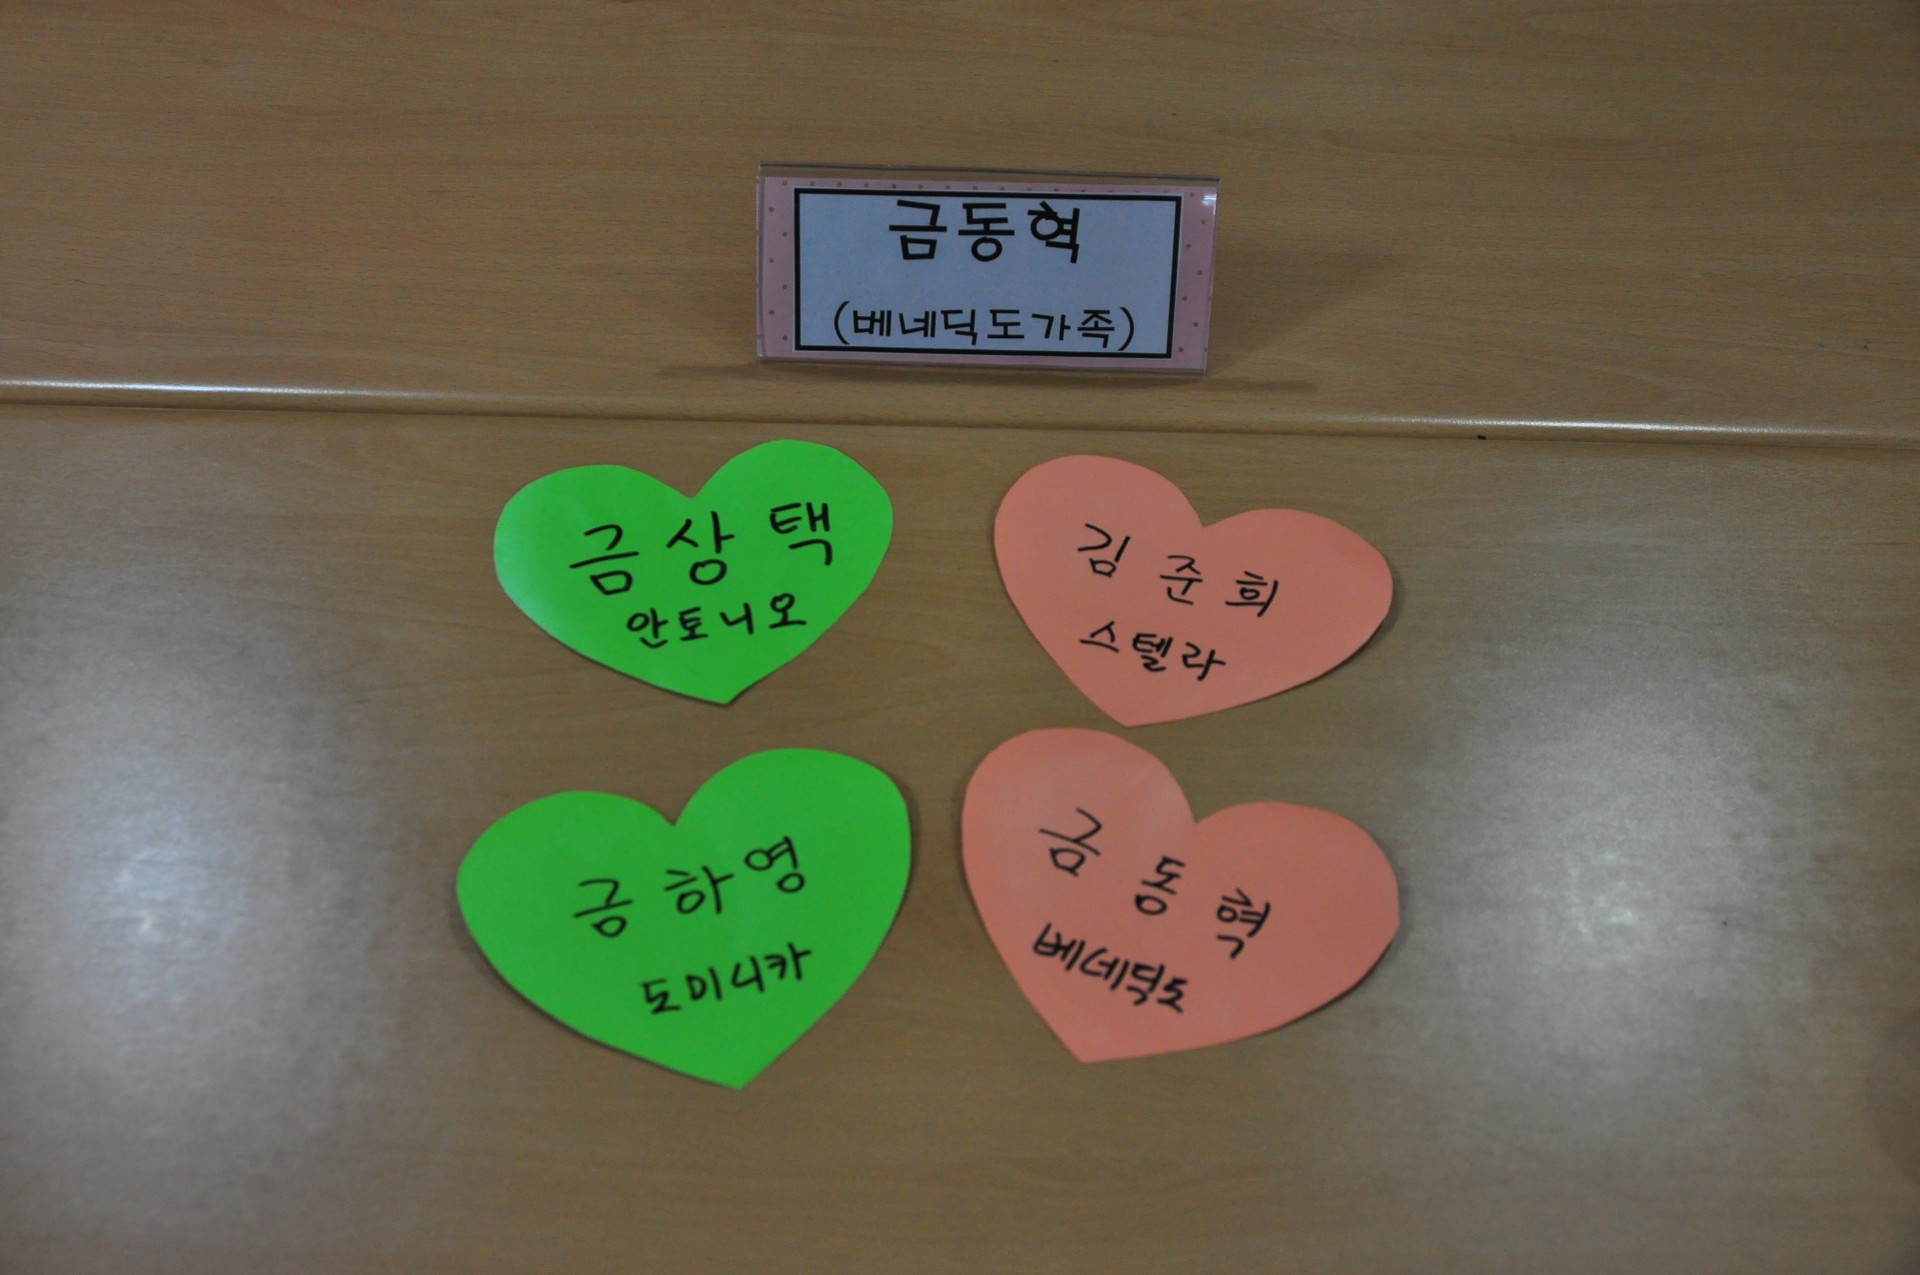 금동혁
(베네딕도가족)
금상택
안토니오
김준희
스텔라
금하영
도미니카
금동혁
베네딕도